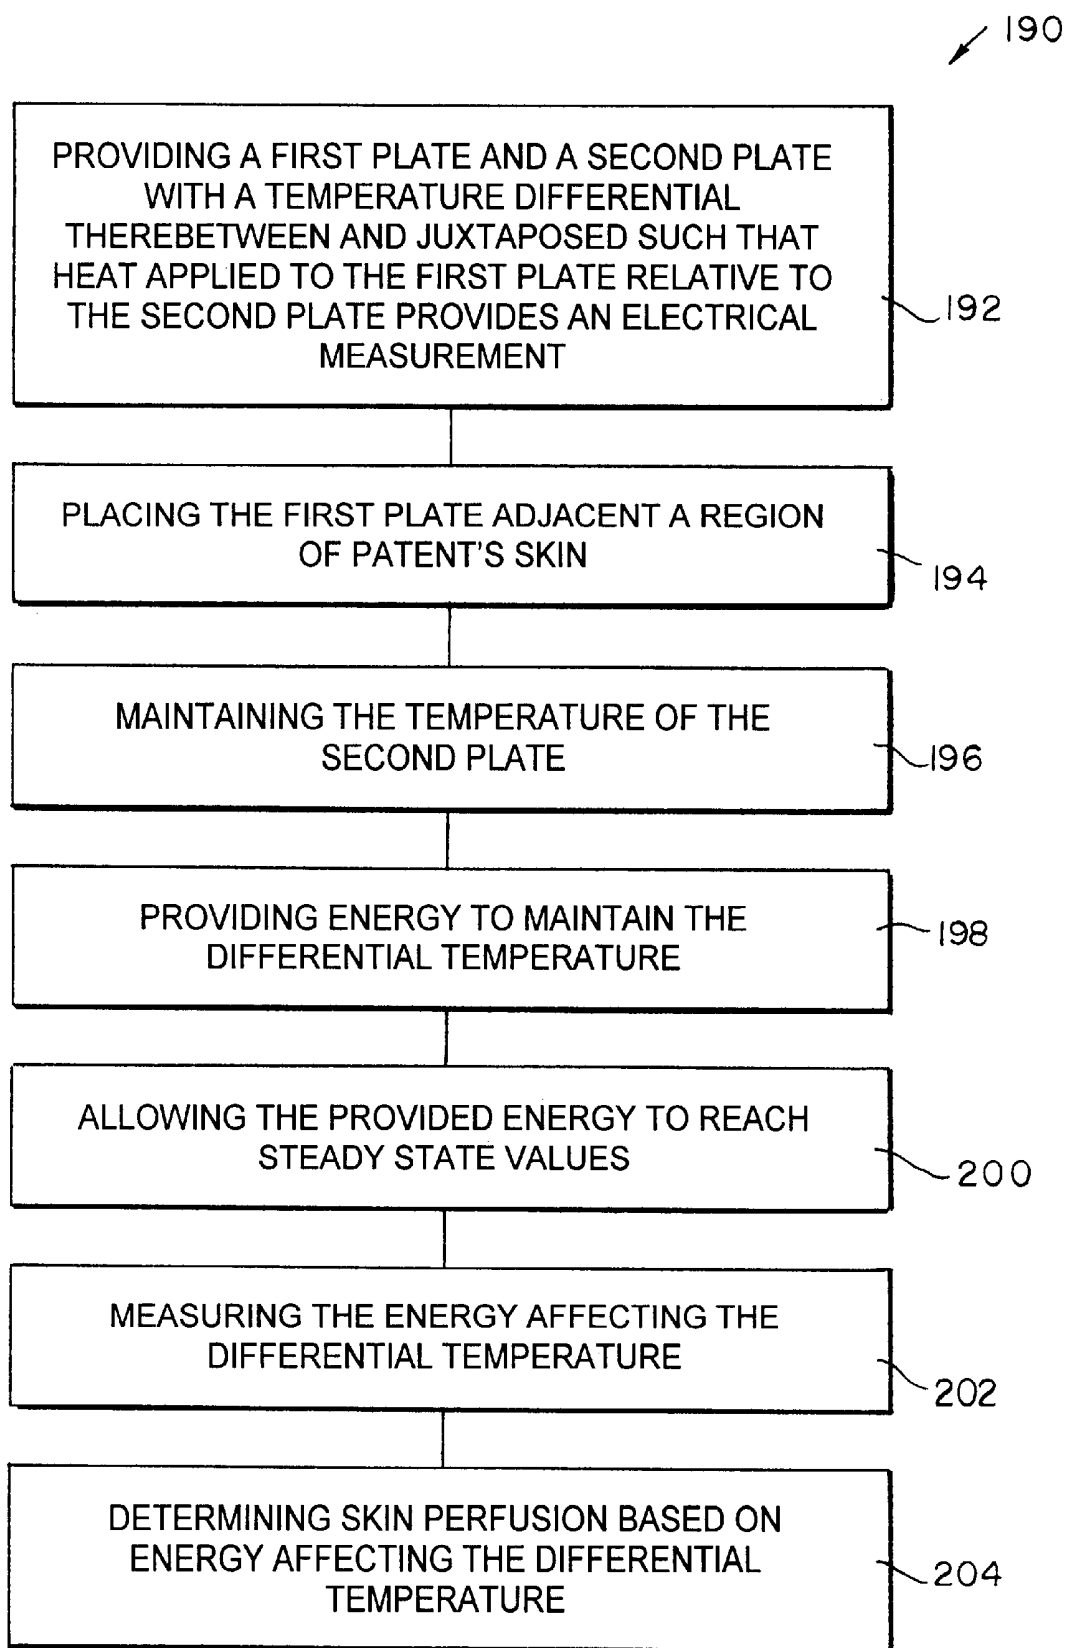 190
PROVIDING A FIRST PLATE AND A SECOND PLATE
WITH A TEMPERATURE DIFFERENTIAL
THEREBETWEEN AND JUXTAPOSED SUCH THAT
HEAT APPLIED TO THE FIRST PLATE RELATIVE TO
THE SECOND PLATE PROVIDES AN ELECTRICAL
MEASUREMENT
192
PLACING THE FIRST PLATE ADJACENT A REGION
OF PATENT'S SKIN
194
MAINTAINING THE TEMPERATURE OF THE
SECOND PLATE
196
PROVIDING ENERGY TO MAINTAIN THE
DIFFERENTIAL TEMPERATURE
198
ALLOWING THE PROVIDED ENERGY TO REACH
STEADY STATE VALUES
200
MEASURING THE ENERGY AFFECTING THE
DIFFERENTIAL TEMPERATURE
202
DETERMINING SKIN PERFUSION BASED ON
ENERGY AFFECTING THE DIFFERENTIAL
TEMPERATURE
204